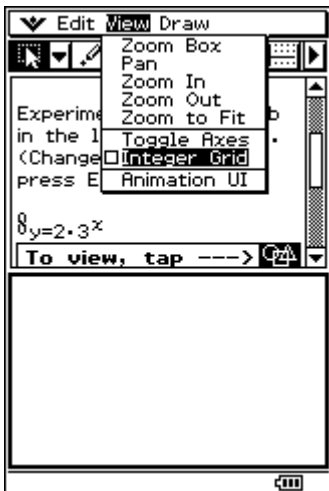 Edit View Draw
Zoom Box
Pan
Zoom In
Zoom Out
Zoom to Fit
Toggle Axes
Integer Grid
Animation UI
Experime b
in the l .
(Change
press E
y=2·3ˣ
To view, tap --->